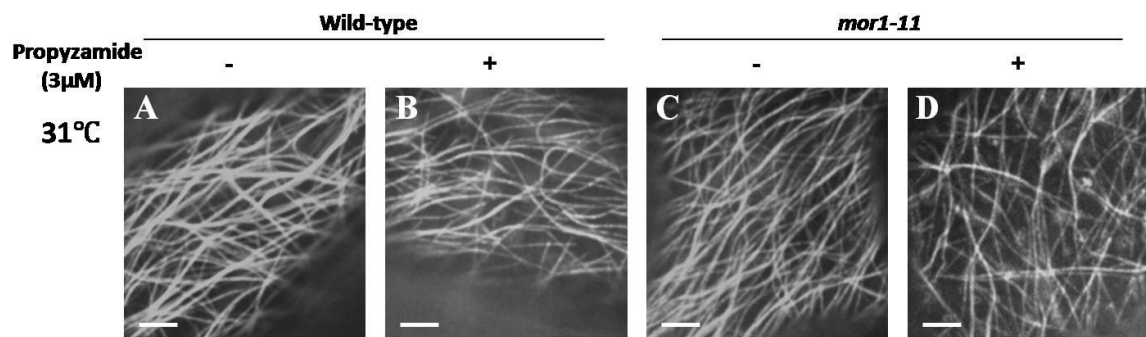 Wild-type
mor1-11
Propyzamide
(3µM)
- + - +
31℃
A B C D